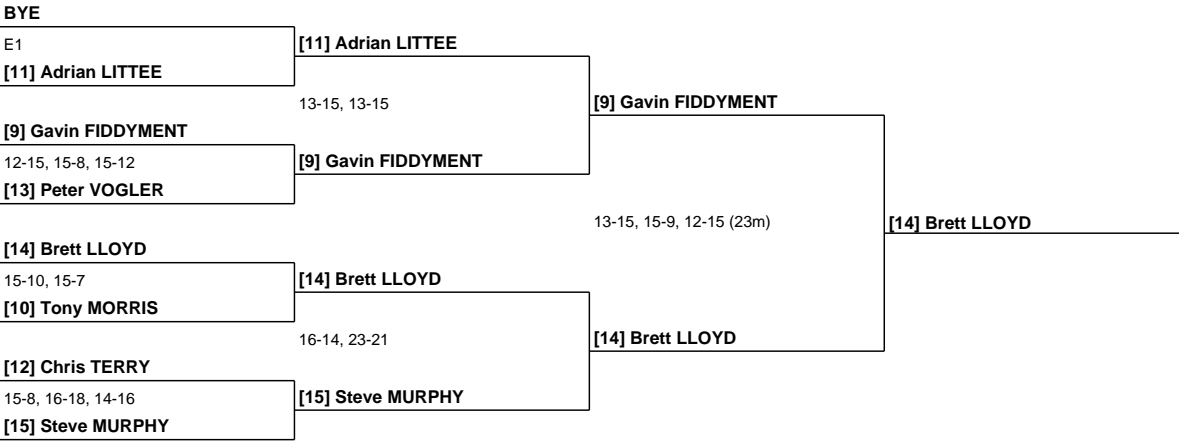 BYE
E1
[11] Adrian LITTEE
[11] Adrian LITTEE
13-15, 13-15
[9] Gavin FIDDYMENT
[9] Gavin FIDDYMENT
12-15, 15-8, 15-12
[9] Gavin FIDDYMENT
[13] Peter VOGLER
13-15, 15-9, 12-15 (23m)
[14] Brett LLOYD
[14] Brett LLOYD
15-10, 15-7
[14] Brett LLOYD
[10] Tony MORRIS
16-14, 23-21
[14] Brett LLOYD
[12] Chris TERRY
15-8, 16-18, 14-16
[15] Steve MURPHY
[15] Steve MURPHY